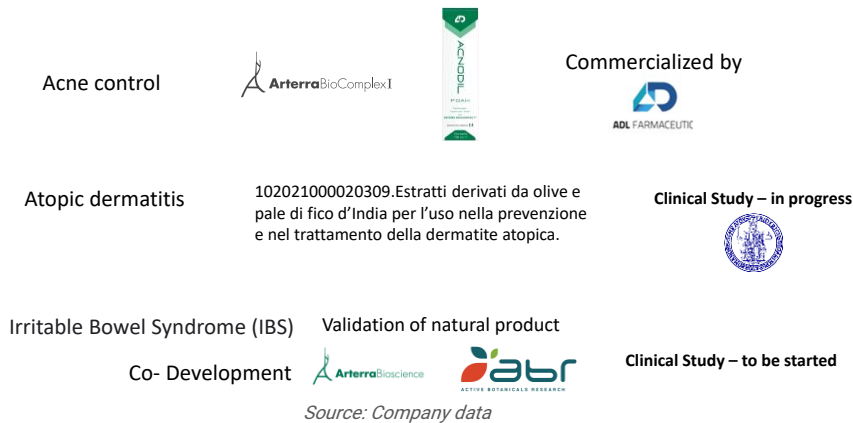 Acne control
ArterraBioComplexI
ACNODIL
Commercialized by
ADL FARMACEUTIC
Atopic dermatitis
102021000020309.Estratti derivati da olive e
pale di fico d’India per l’uso nella prevenzione
e nel trattamento della dermatite atopica.
Clinical Study – in progress
Irritable Bowel Syndrome (IBS)
Validation of natural product
Co- Development
ArterraBioscience
abr
ACTIVE BOTANICALS RESEARCH
Clinical Study – to be started
Source: Company data